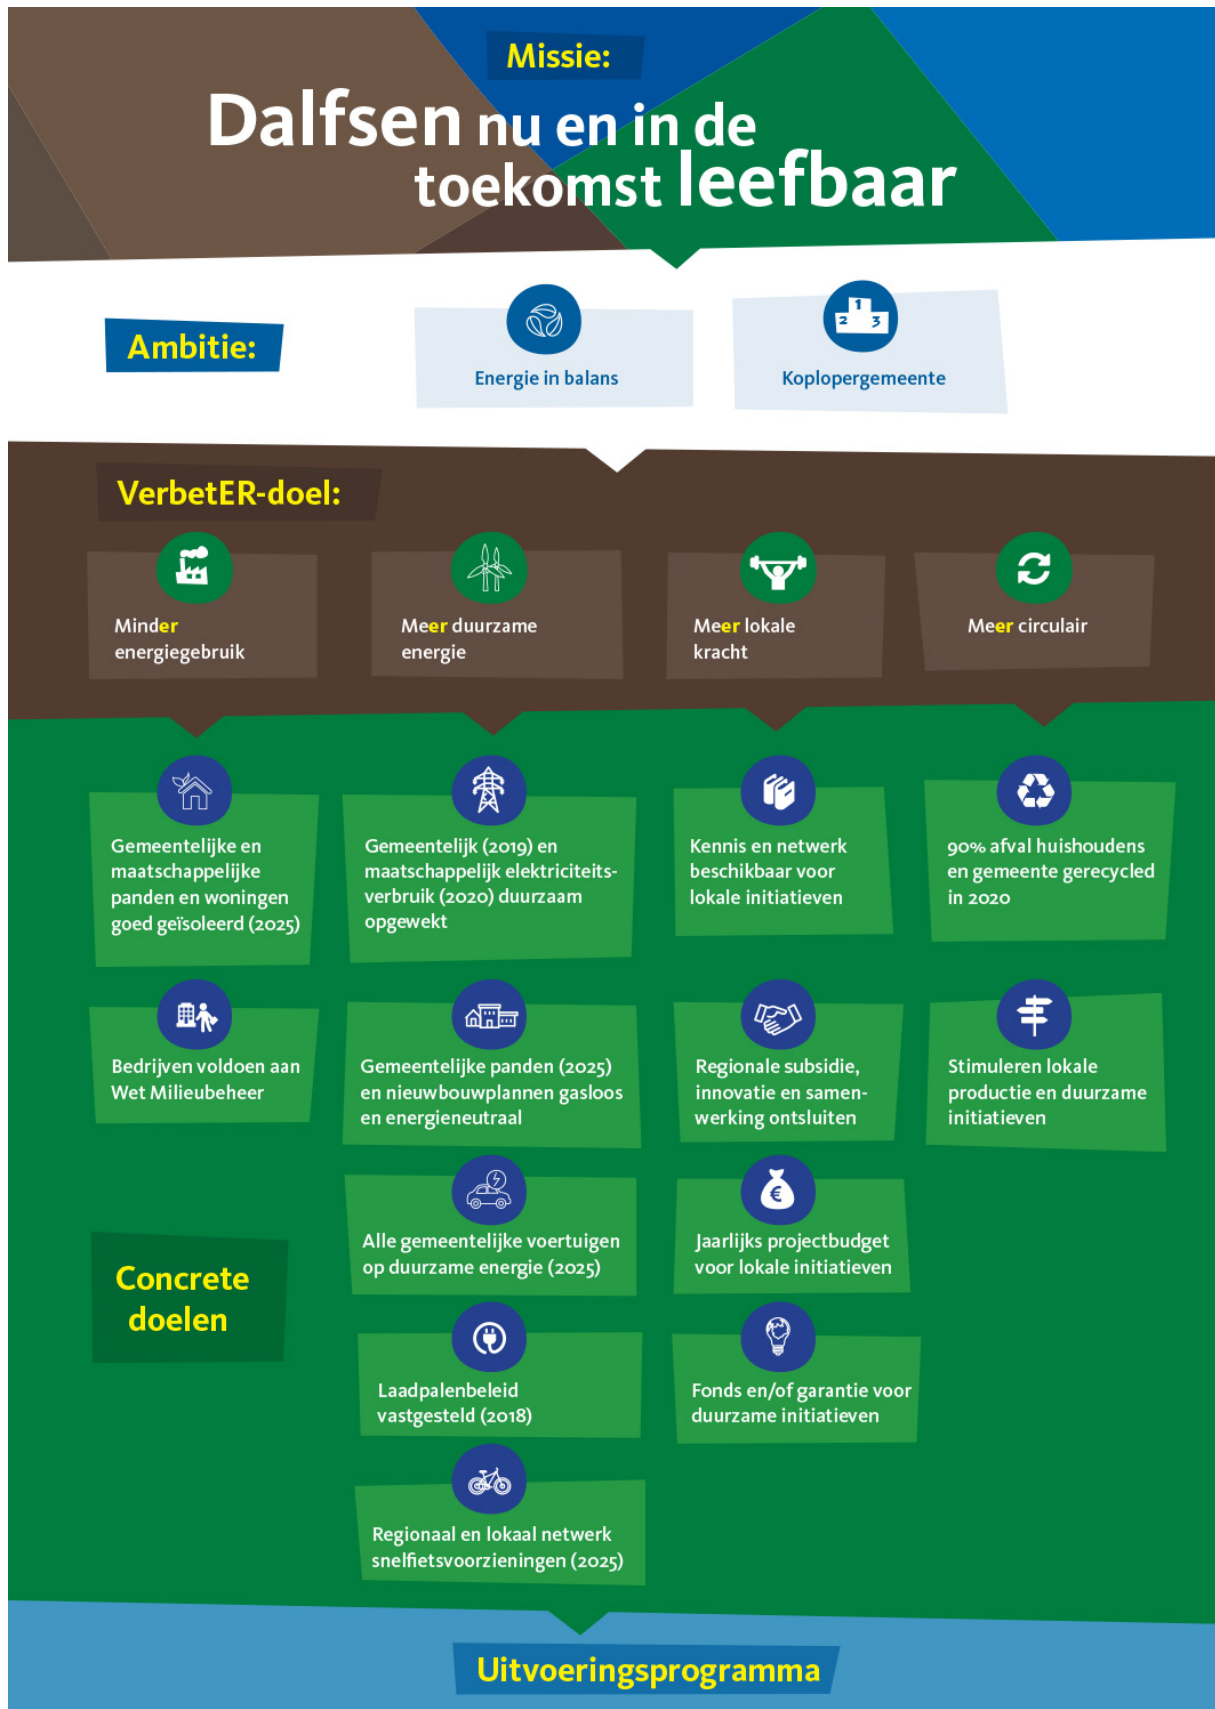 Missie:
Dalfsen nu en in de
toekomst leefbaar
Ambitie:
1
2 3
Energie in balans
Koplopergemeente
VerbetER-doel:
Minder
energiegebruik
Meer duurzame
energie
Meer lokale
kracht
Meer circulair
Gemeentelijke en
maatschappelijke
panden en woningen
goed geïsoleerd (2025)
Gemeentelijk (2019) en
maatschappelijk elektriciteits-
verbruik (2020) duurzaam
opgewekt
Kennis en netwerk
beschikbaar voor
lokale initiatieven
90% afval huishoudens
en gemeente gerecycled
in 2020
Bedrijven voldoen aan
Wet Milieubeheer
Gemeentelijke panden (2025)
en nieuwbouwplannen gasloos
en energieneutraal
Regionale subsidie,
innovatie en samen-
werking ontsluiten
Stimuleren lokale
productie en duurzame
initiatieven
Alle gemeentelijke voertuigen
op duurzame energie (2025)
€
Jaarlijks projectbudget
voor lokale initiatieven
Concrete
doelen
Laadpalenbeleid
vastgesteld (2018)
Fonds en/of garantie voor
duurzame initiatieven
Regionaal en lokaal netwerk
snelfietsvoorzieningen (2025)
Uitvoeringsprogramma